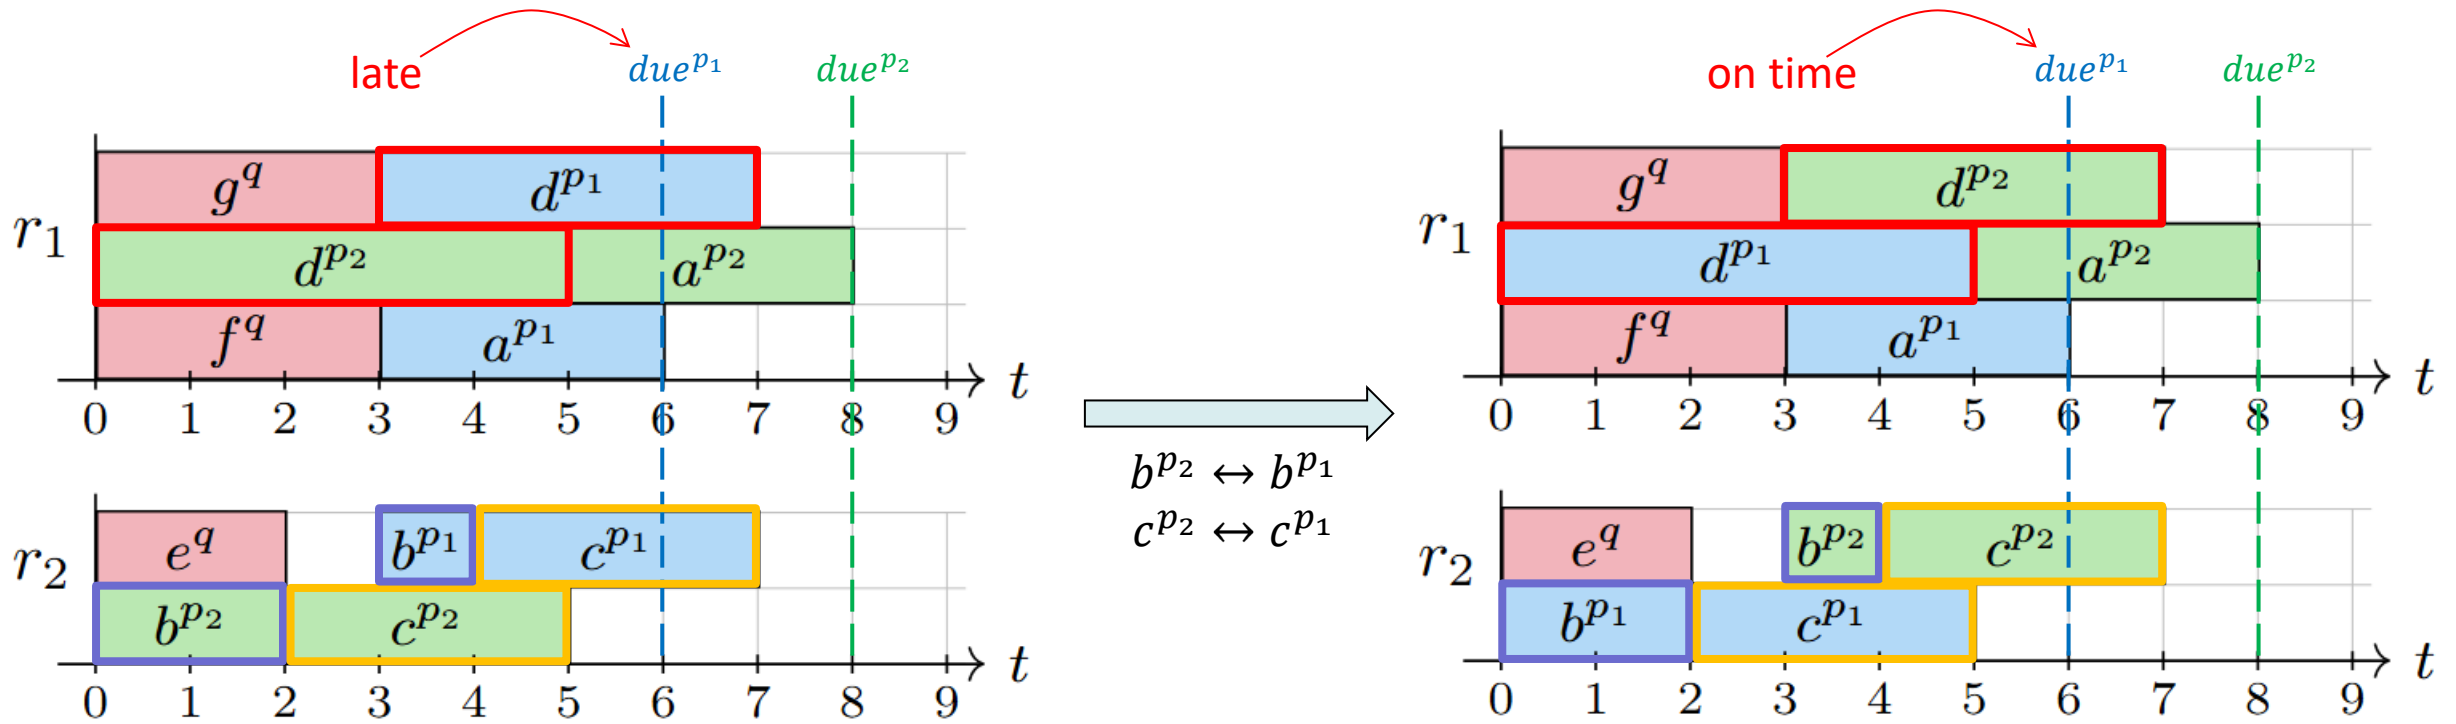 late
due^{p_1}
due^{p_2}
r_1
g^q
d^{p_1}
d^{p_2}
a^{p_2}
f^q
a^{p_1}
t
0 1 2 3 4 5 6 7 8 9
r_2
e^q
b^{p_1}
c^{p_1}
b^{p_2}
c^{p_2}
t
0 1 2 3 4 5 6 7 8 9
b^{p_2} ↔ b^{p_1}
c^{p_2} ↔ c^{p_1}
on time
due^{p_1}
due^{p_2}
r_1
g^q
d^{p_2}
d^{p_1}
a^{p_2}
f^q
a^{p_1}
t
0 1 2 3 4 5 6 7 8 9
r_2
e^q
b^{p_2}
c^{p_2}
b^{p_1}
c^{p_1}
t
0 1 2 3 4 5 6 7 8 9